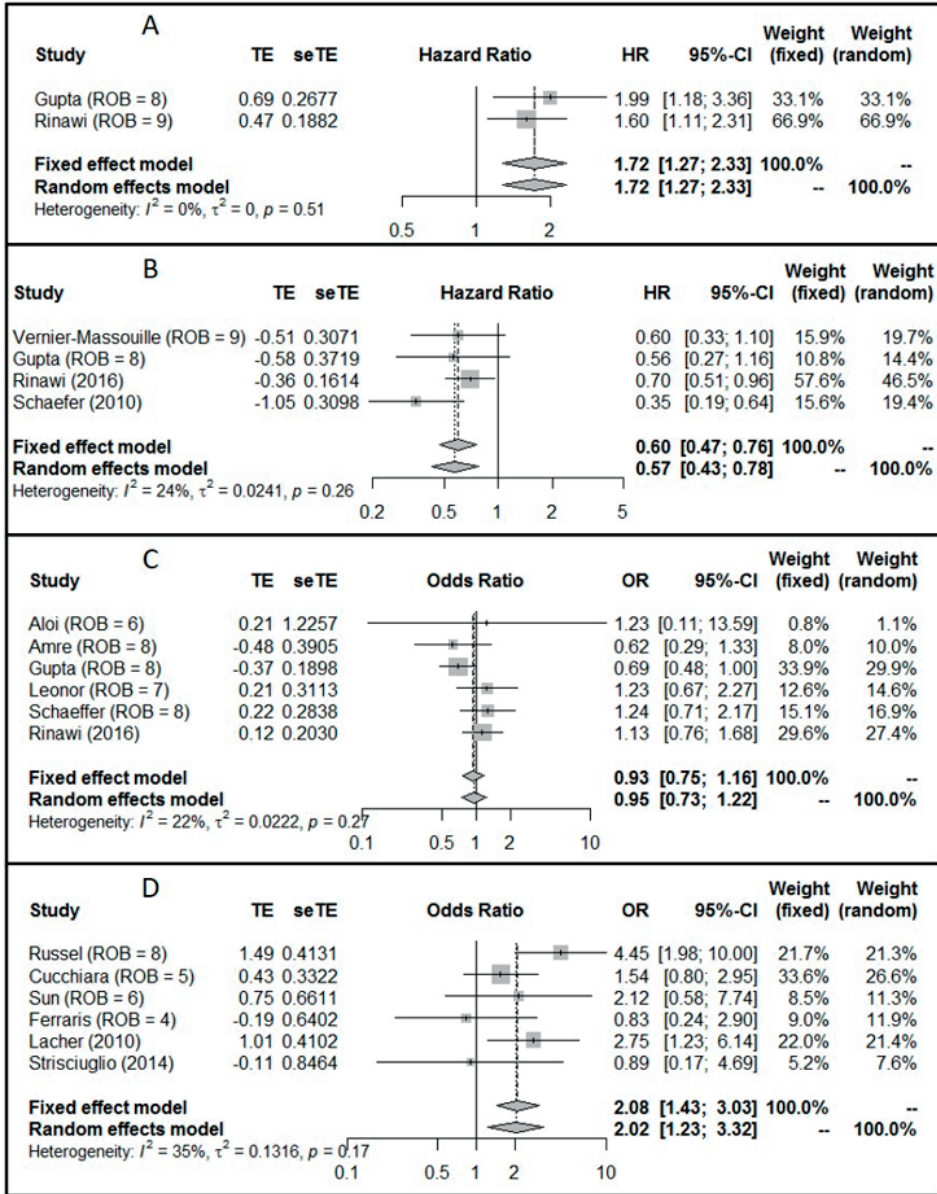 A
Weight Weight
Study TE seTE Hazard Ratio HR 95%-CI (fixed) (random)
Gupta (ROB = 8) 0.69 0.2677 1.99 [1.18; 3.36] 33.1% 33.1%
Rinawi (ROB = 9) 0.47 0.1882 1.60 [1.11; 2.31] 66.9% 66.9%
Fixed effect model 1.72 [1.27; 2.33] 100.0% --
Random effects model 1.72 [1.27; 2.33] -- 100.0%
Heterogeneity: I² = 0%, τ² = 0, p = 0.51
0.5 1 2
B
Weight Weight
Study TE seTE Hazard Ratio HR 95%-CI (fixed) (random)
Vernier-Massouille (ROB = 9) -0.51 0.3071 0.60 [0.33; 1.10] 15.9% 19.7%
Gupta (ROB = 8) -0.58 0.3719 0.56 [0.27; 1.16] 10.8% 14.4%
Rinawi (2016) -0.36 0.1614 0.70 [0.51; 0.96] 57.6% 46.5%
Schaefer (2010) -1.05 0.3098 0.35 [0.19; 0.64] 15.6% 19.4%
Fixed effect model 0.60 [0.47; 0.76] 100.0% --
Random effects model 0.57 [0.43; 0.78] -- 100.0%
Heterogeneity: I² = 24%, τ² = 0.0241, p = 0.26
0.2 0.5 1 2 5
C
Weight Weight
Study TE seTE Odds Ratio OR 95%-CI (fixed) (random)
Aloi (ROB = 6) 0.21 1.2257 1.23 [0.11; 13.59] 0.8% 1.1%
Amre (ROB = 8) -0.48 0.3905 0.62 [0.29; 1.33] 8.0% 10.0%
Gupta (ROB = 8) -0.37 0.1898 0.69 [0.48; 1.00] 33.9% 29.9%
Leonor (ROB = 7) 0.21 0.3113 1.23 [0.67; 2.27] 12.6% 14.6%
Schaeffer (ROB = 8) 0.22 0.2838 1.24 [0.71; 2.17] 15.1% 16.9%
Rinawi (2016) 0.12 0.2030 1.13 [0.76; 1.68] 29.6% 27.4%
Fixed effect model 0.93 [0.75; 1.16] 100.0% --
Random effects model 0.95 [0.73; 1.22] -- 100.0%
Heterogeneity: I² = 22%, τ² = 0.0222, p = 0.27
0.1 0.5 1 2 10
D
Weight Weight
Study TE seTE Odds Ratio OR 95%-CI (fixed) (random)
Russel (ROB = 8) 1.49 0.4131 4.45 [1.98; 10.00] 21.7% 21.3%
Cucchiara (ROB = 5) 0.43 0.3322 1.54 [0.80; 2.95] 33.6% 26.6%
Sun (ROB = 6) 0.75 0.6611 2.12 [0.58; 7.74] 8.5% 11.3%
Ferraris (ROB = 4) -0.19 0.6402 0.83 [0.24; 2.90] 9.0% 11.9%
Lacher (2010) 1.01 0.4102 2.75 [1.23; 6.14] 22.0% 21.4%
Strisciuglio (2014) -0.11 0.8464 0.89 [0.17; 4.69] 5.2% 7.6%
Fixed effect model 2.08 [1.43; 3.03] 100.0% --
Random effects model 2.02 [1.23; 3.32] -- 100.0%
Heterogeneity: I² = 35%, τ² = 0.1316, p = 0.17
0.1 0.5 1 2 10